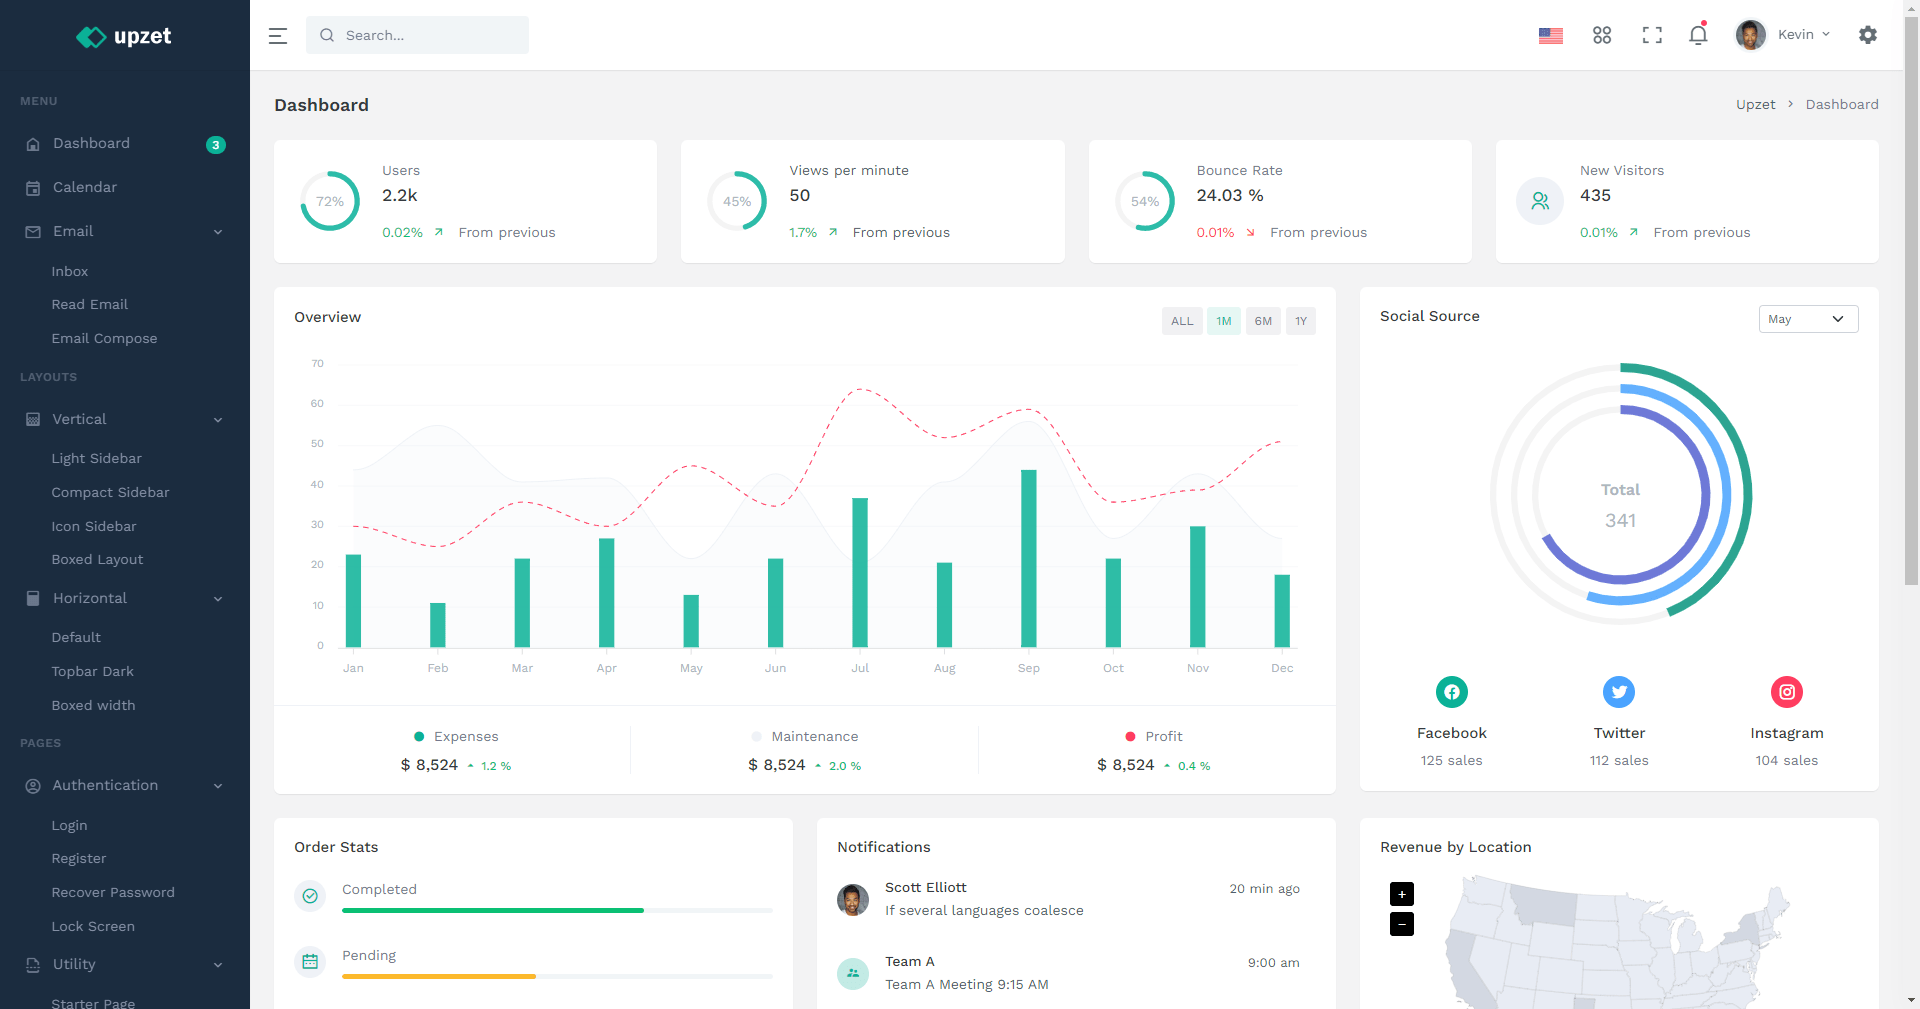 upzet
Search...
Kevin
MENU
Dashboard
3
Calendar
Email
Inbox
Read Email
Email Compose
LAYOUTS
Vertical
Light Sidebar
Compact Sidebar
Icon Sidebar
Boxed Layout
Horizontal
Default
Topbar Dark
Boxed width
PAGES
Authentication
Login
Register
Recover Password
Lock Screen
Utility
Starter Page
Dashboard
Upzet > Dashboard
72%
Users
2.2k
0.02% From previous
45%
Views per minute
50
1.7% From previous
54%
Bounce Rate
24.03 %
0.01% From previous
New Visitors
435
0.01% From previous
Overview
ALL 1M 6M 1Y
70
60
50
40
30
20
10
0
Jan Feb Mar Apr May Jun Jul Aug Sep Oct Nov Dec
Expenses
$ 8,524 1.2 %
Maintenance
$ 8,524 2.0 %
Profit
$ 8,524 0.4 %
Social Source
May
Total
341
Facebook
125 sales
Twitter
112 sales
Instagram
104 sales
Order Stats
Completed
Pending
Notifications
Scott Elliott
20 min ago
If several languages coalesce
Team A
9:00 am
Team A Meeting 9:15 AM
Revenue by Location
+
−